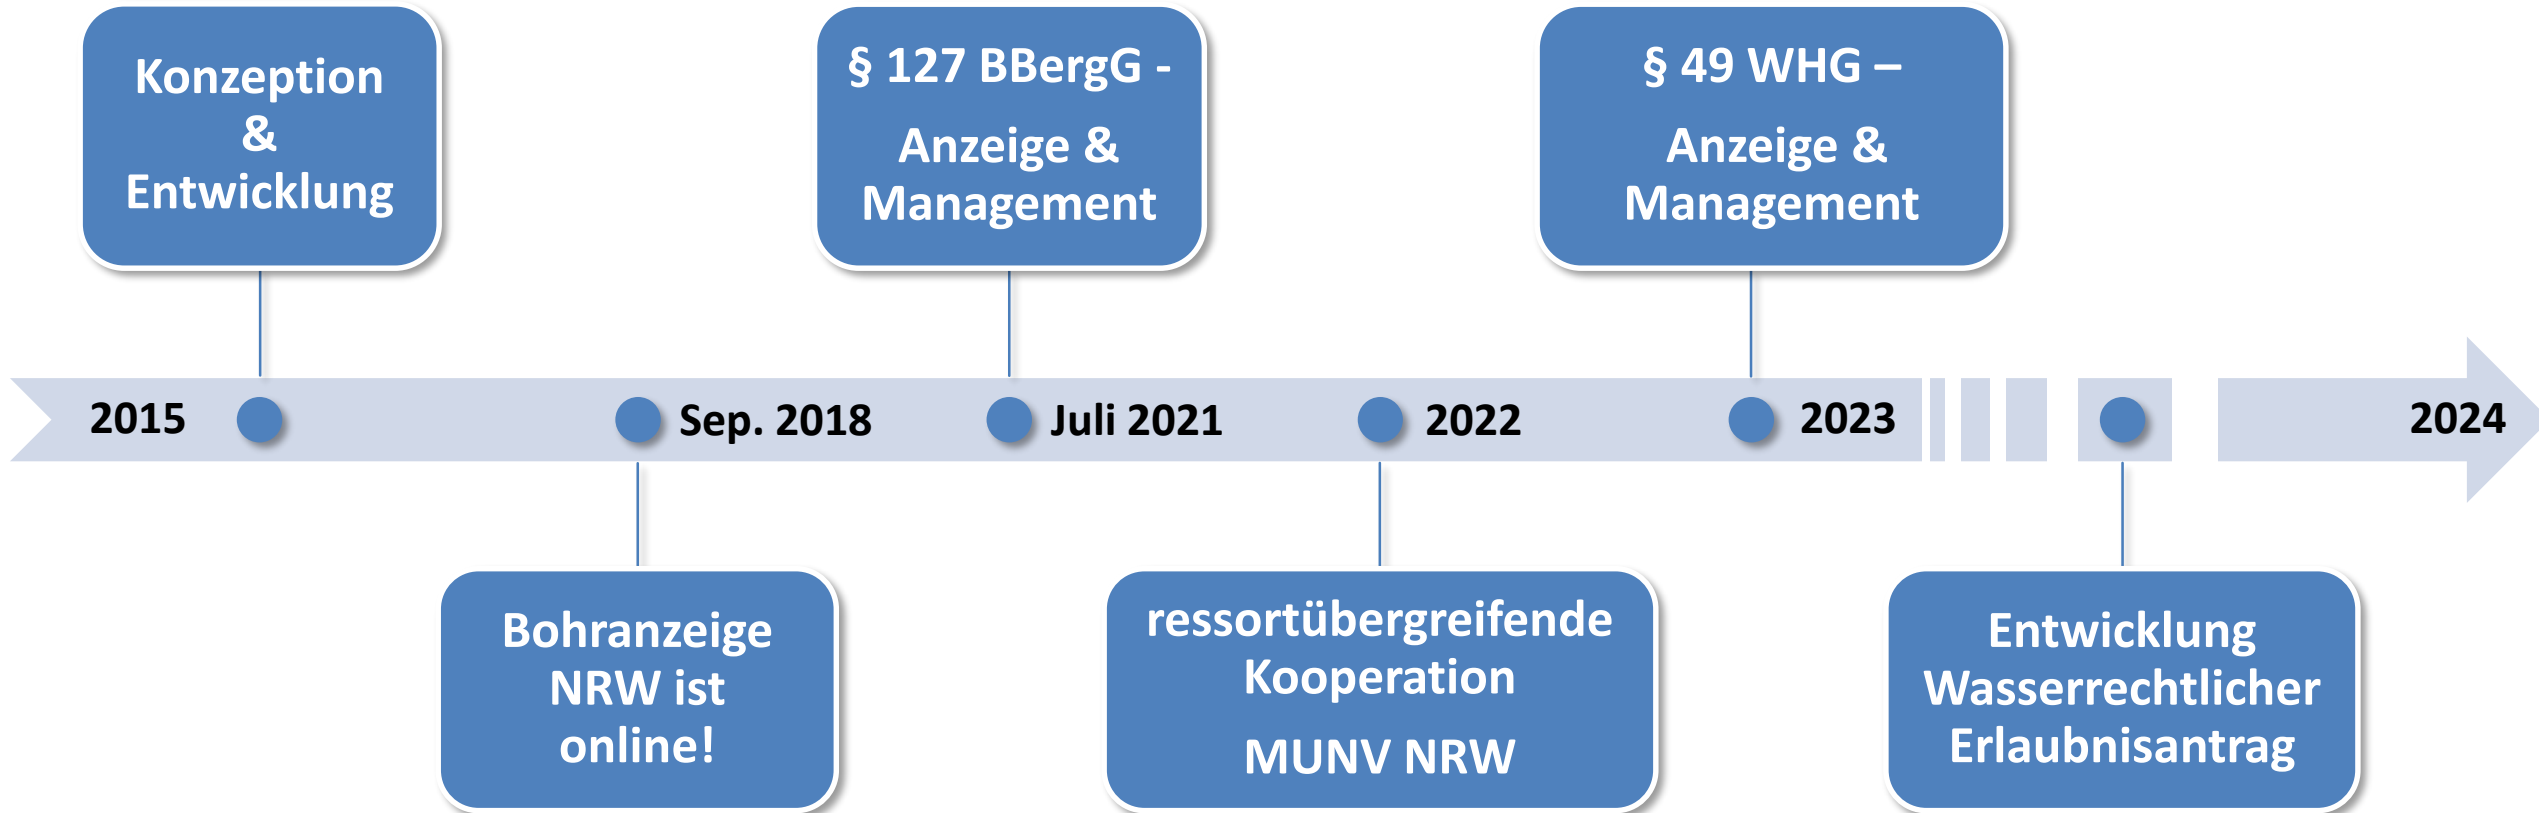 Konzeption
&
Entwicklung
§ 127 BBergG -
Anzeige &
Management
§ 49 WHG –
Anzeige &
Management
2015
Sep. 2018
Juli 2021
2022
2023
2024
Bohranzeige
NRW ist
online!
ressortübergreifende
Kooperation
MUNV NRW
Entwicklung
Wasserrechtlicher
Erlaubnisantrag